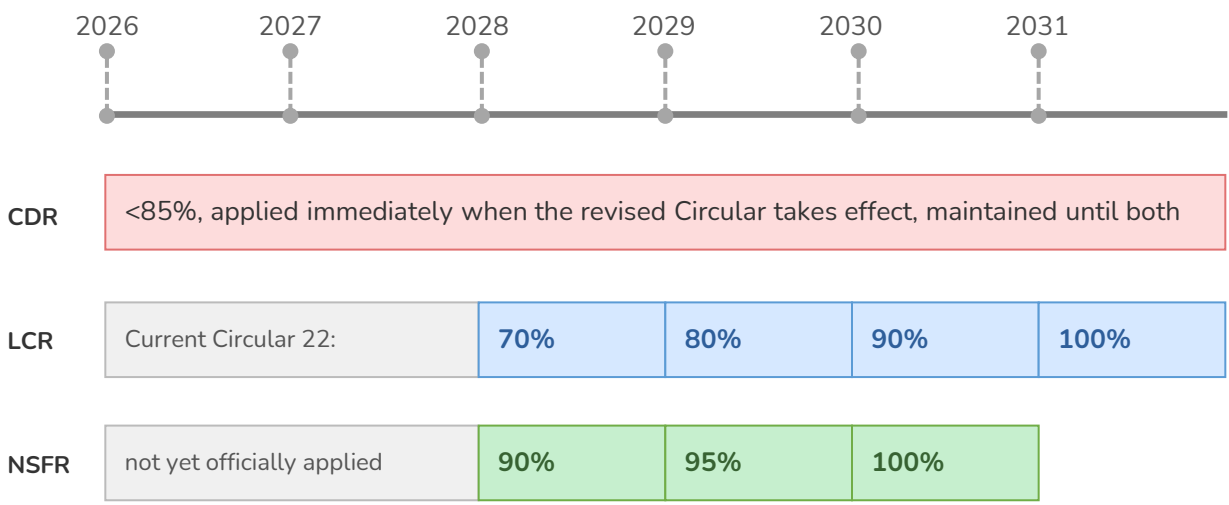 2026 2027 2028 2029 2030 2031
CDR <85%, applied immediately when the revised Circular takes effect, maintained until both
LCR Current Circular 22: 70% 80% 90% 100%
NSFR not yet officially applied 90% 95% 100%